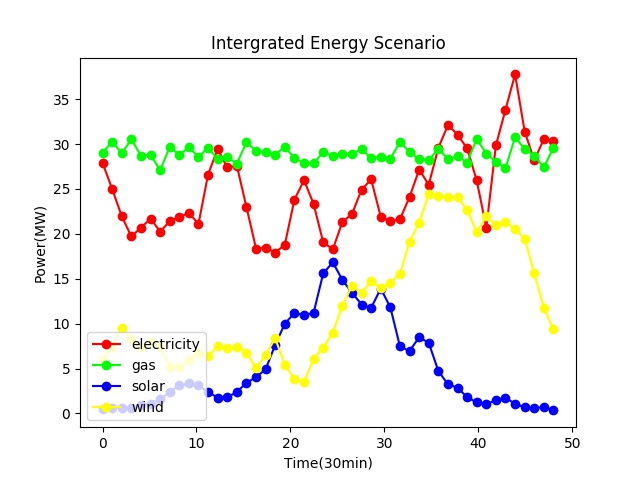 Intergrated Energy Scenario
Power(MW)
35
30
25
20
15
10
5
0
electricity
gas
solar
wind
0 10 20 30 40 50
Time(30min)